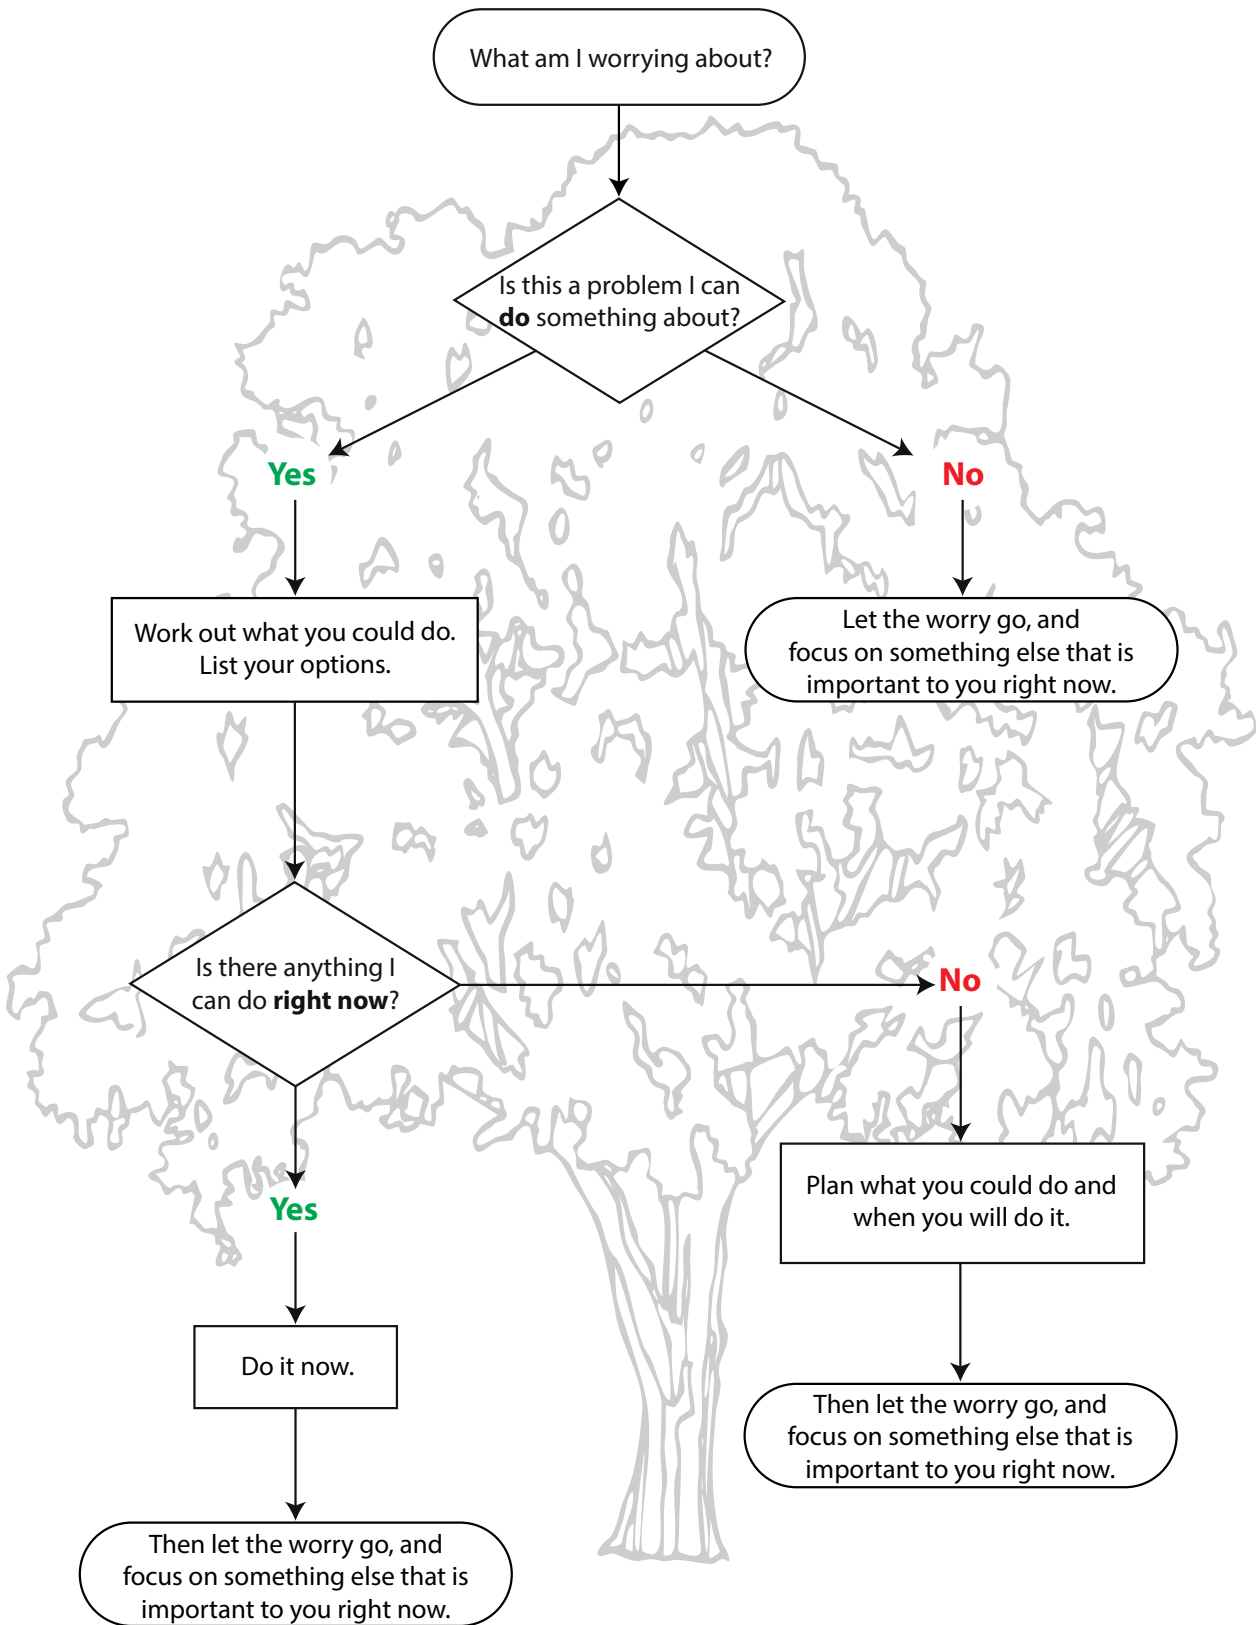 What am I worrying about?
Is this a problem I can
do something about?
Yes
No
Work out what you could do.
List your options.
Let the worry go, and
focus on something else that is
important to you right now.
Is there anything I
can do right now?
No
Yes
Plan what you could do and
when you will do it.
Do it now.
Then let the worry go, and
focus on something else that is
important to you right now.
Then let the worry go, and
focus on something else that is
important to you right now.